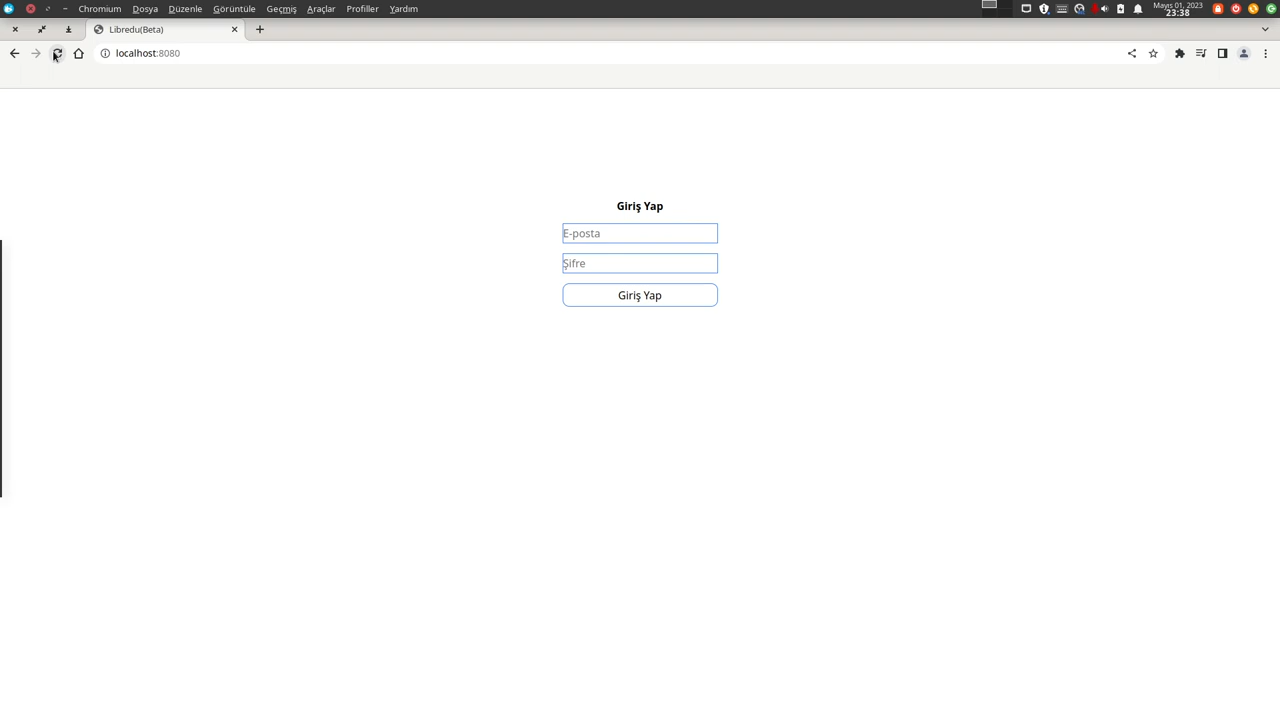 Chromium Dosya Düzenle Görüntüle Geçmiş Araçlar Profiller Yardım
Mayıs 01, 2023
23:38
Libredu(Beta)
localhost:8080
Giriş Yap
E-posta
Şifre
Giriş Yap